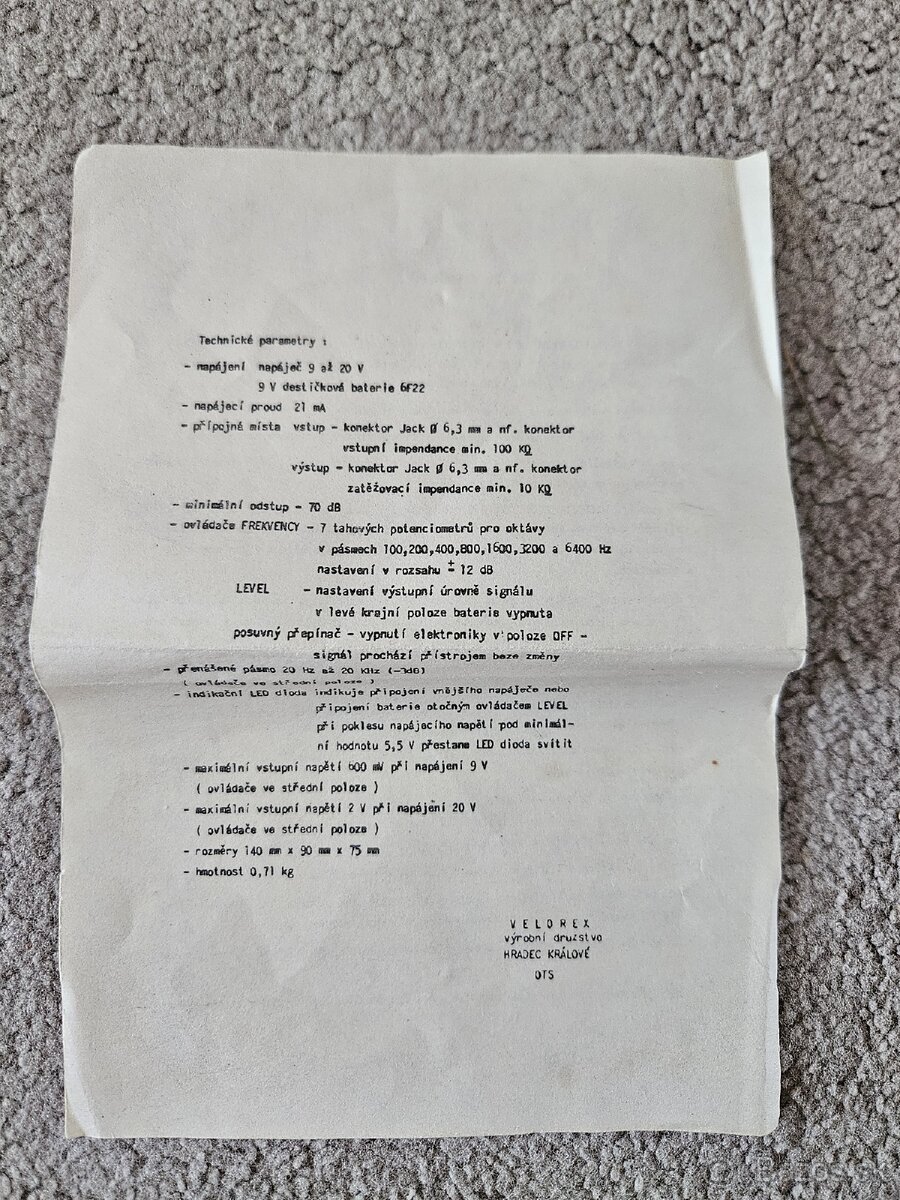 Technické parametry :
- napájení napáječ 9 až 20 V
9 V destičková baterie 6F22
- napájecí proud 21 mA
- přípojná místa vstup - konektor Jack Ø 6,3 mm a nf. konektor
vstupní impendance min. 100 KΩ
výstup - konektor Jack Ø 6,3 mm a nf. konektor
zatěžovací impendance min. 10 KΩ
- minimální odstup - 70 dB
- ovládače FREKVENCY - 7 tahových potenciometrů pro oktávy
v pásmech 100,200,400,800,1600,3200 a 6400 Hz
nastavení v rozsahu ± 12 dB
LEVEL - nastavení výstupní úrovně signálu
v levé krajní poloze baterie vypnuta
posuvný přepínač - vypnutí elektroniky v poloze OFF -
signál prochází přístrojem beze změny
- přenášené pásmo 20 Hz až 20 KHz (-3dB)
( ovládače ve střední poloze )
- indikační LED dioda indikuje připojení vnějšího napáječe nebo
připojení baterie otočným ovládačem LEVEL
při poklesu napájecího napětí pod minimál-
ní hodnotu 5,5 V přestane LED dioda svítit
- maximální vstupní napětí 600 mV při napájení 9 V
( ovládače ve střední poloze )
- maximální vstupní napětí 2 V při napájení 20 V
( ovládače ve střední poloze )
- rozměry 140 mm x 90 mm x 75 mm
- hmotnost 0,71 kg
V E L O R E X
výrobní družstvo
HRADEC KRÁLOVÉ
OTS